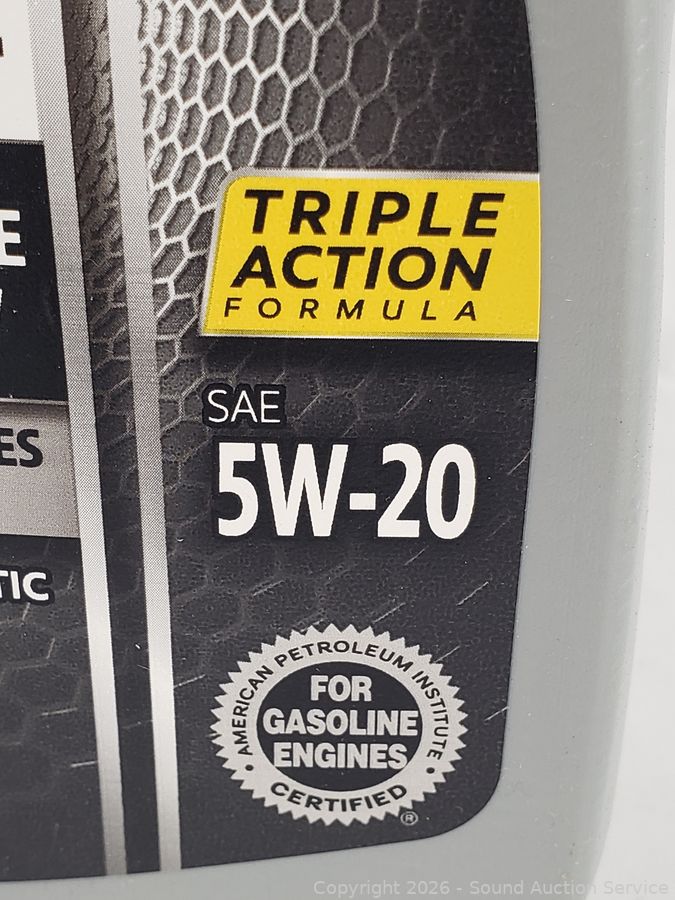 TRIPLE
ACTION
FORMULA
SAE
5W-20
ES
TIC
AMERICAN PETROLEUM INSTITUTE
FOR
GASOLINE
ENGINES
CERTIFIED
®
Copyright 2026 - Sound Auction Service